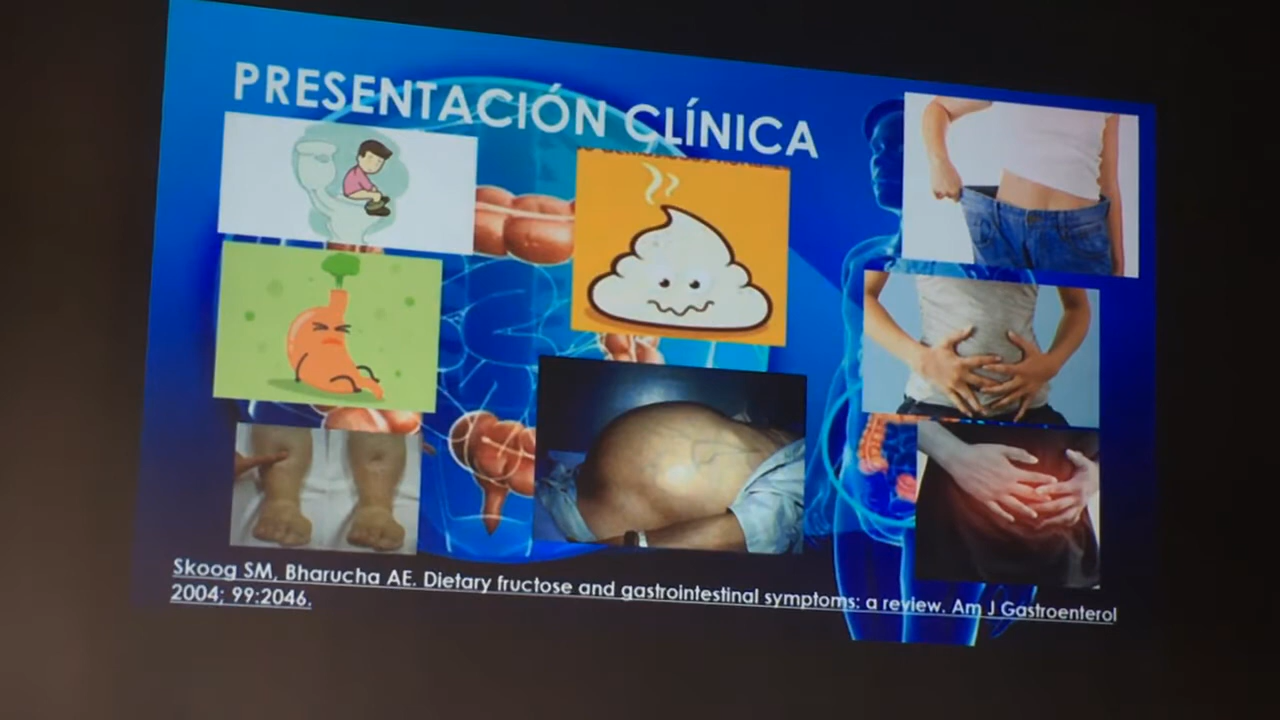 PRESENTACIÓN CLÍNICA
Skoog SM, Bharucha AE. Dietary fructose and gastrointestinal symptoms: a review. Am J Gastroenterol
2004; 99:2046.